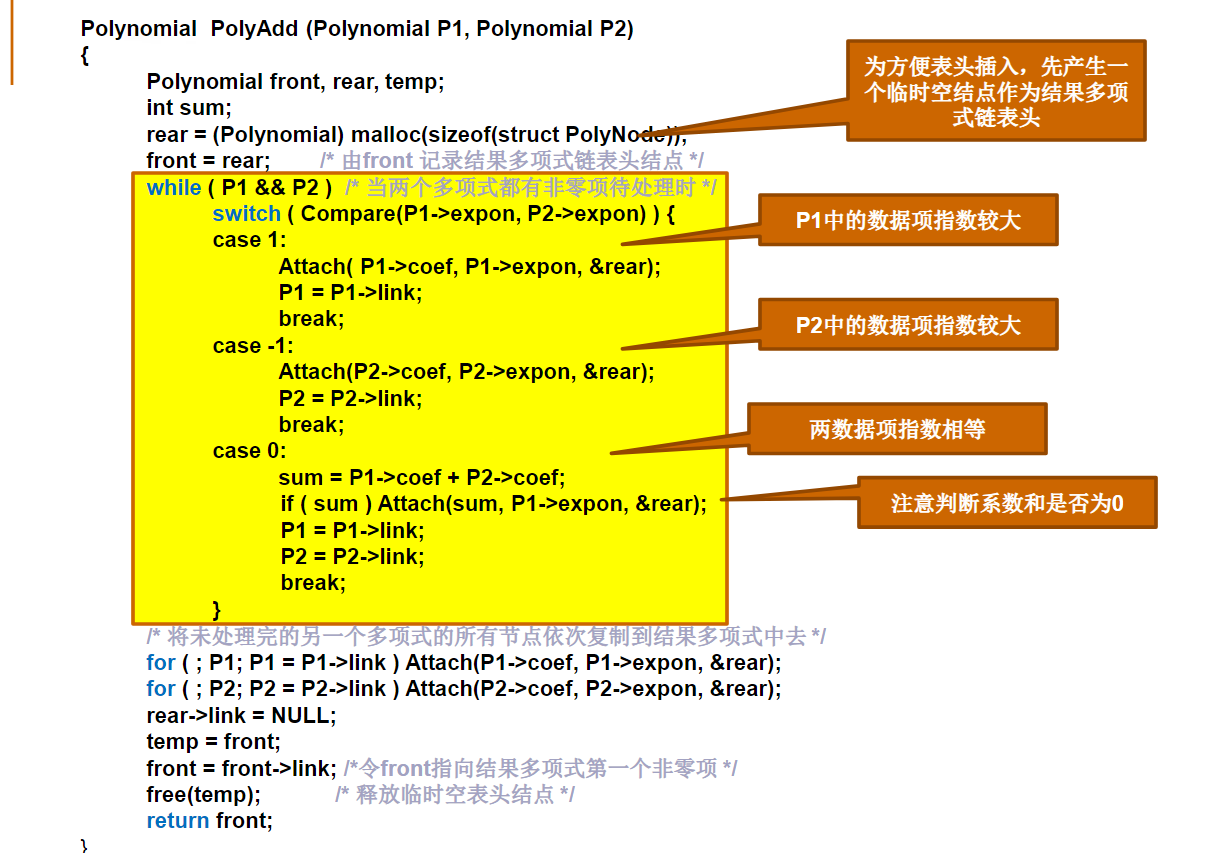 Polynomial PolyAdd (Polynomial P1, Polynomial P2)
{
Polynomial front, rear, temp;
int sum;
rear = (Polynomial) malloc(sizeof(struct PolyNode));
front = rear; /* 由front 记录结果多项式链表头结点 */
while ( P1 && P2 ) /* 当两个多项式都有非零项待处理时 */
switch ( Compare(P1->expon, P2->expon) ) {
case 1:
Attach( P1->coef, P1->expon, &rear);
P1 = P1->link;
break;
case -1:
Attach(P2->coef, P2->expon, &rear);
P2 = P2->link;
break;
case 0:
sum = P1->coef + P2->coef;
if ( sum ) Attach(sum, P1->expon, &rear);
P1 = P1->link;
P2 = P2->link;
break;
}
/* 将未处理完的另一个多项式的所有节点依次复制到结果多项式中去 */
for ( ; P1; P1 = P1->link ) Attach(P1->coef, P1->expon, &rear);
for ( ; P2; P2 = P2->link ) Attach(P2->coef, P2->expon, &rear);
rear->link = NULL;
temp = front;
front = front->link; /*令front指向结果多项式第一个非零项 */
free(temp); /* 释放临时空表头结点 */
return front;
}
为方便表头插入，先产生一
个临时空结点作为结果多项
式链表头
P1中的数据项指数较大
P2中的数据项指数较大
两数据项指数相等
注意判断系数和是否为0